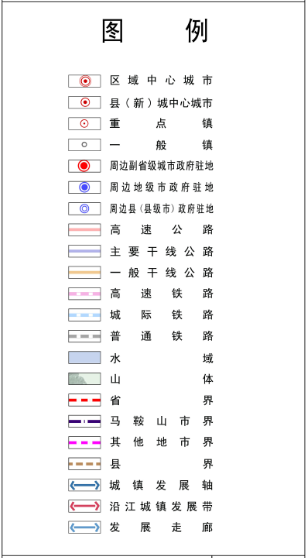 图 例
区域中心城市
县（新）城中心城市
重点镇
一般镇
周边副省级城市政府驻地
周边地级市政府驻地
周边县（县级市）政府驻地
高速公路
主要干线公路
一般干线公路
高速铁路
城际铁路
普通铁路
水域
山体
省界
马鞍山市界
其他地市界
县界
城镇发展轴
沿江城镇发展带
发展走廊